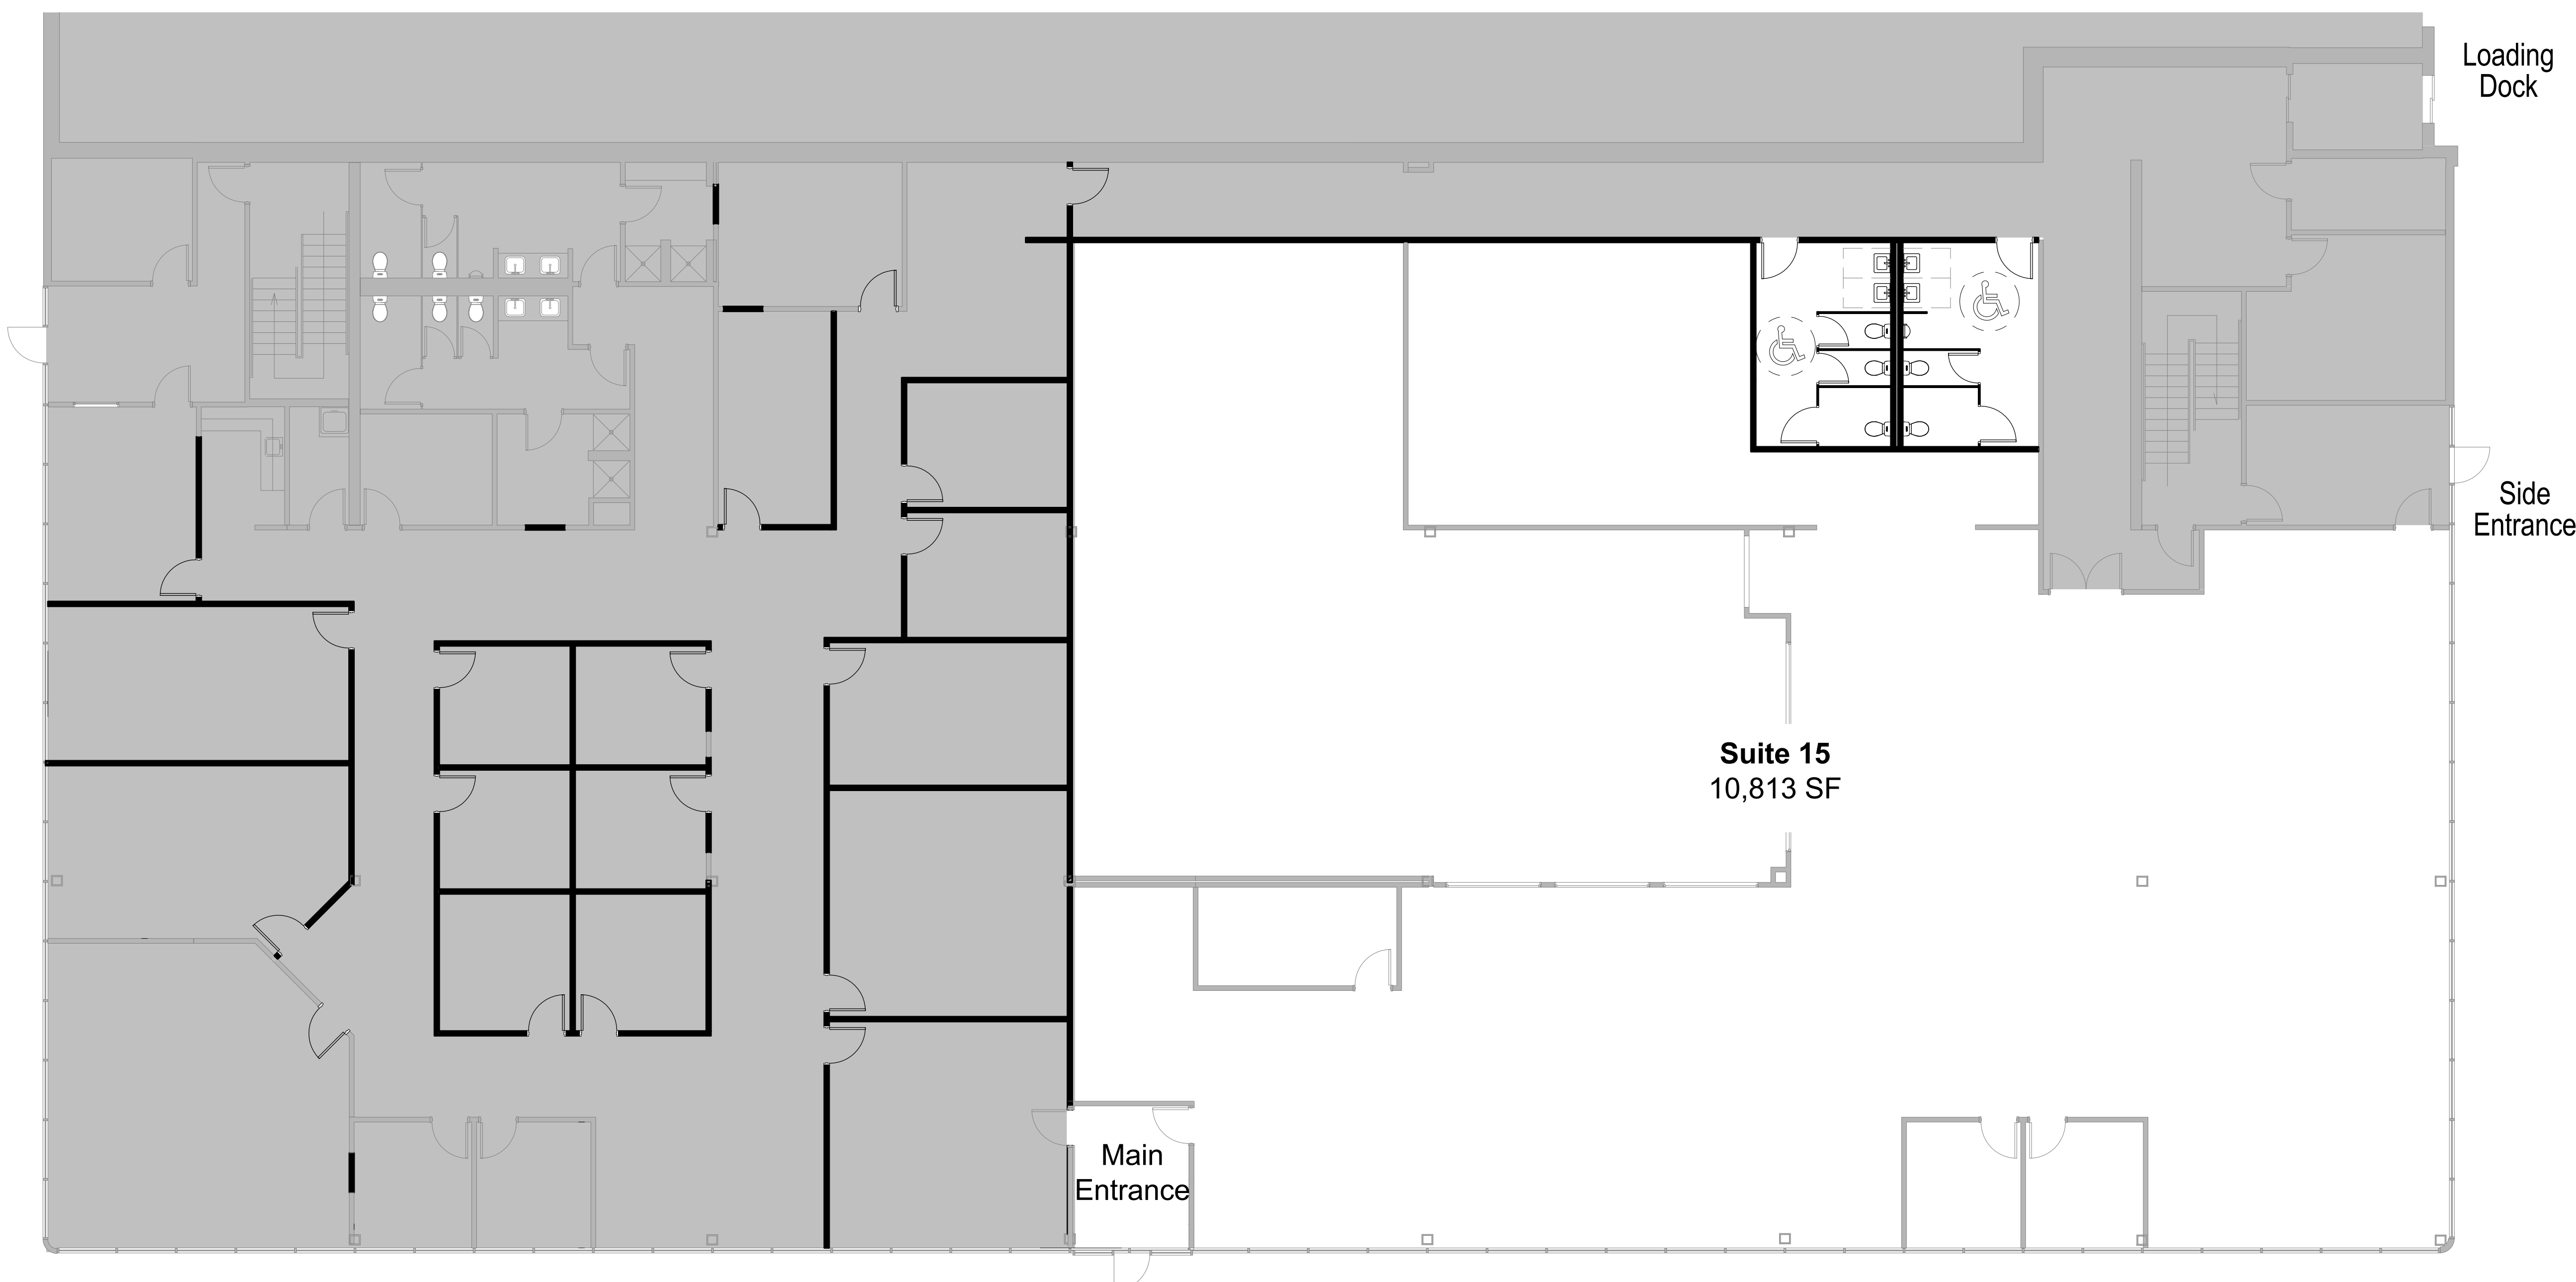 Loading
Dock
Side
Entrance
Suite 15
10,813 SF
Main
Entrance